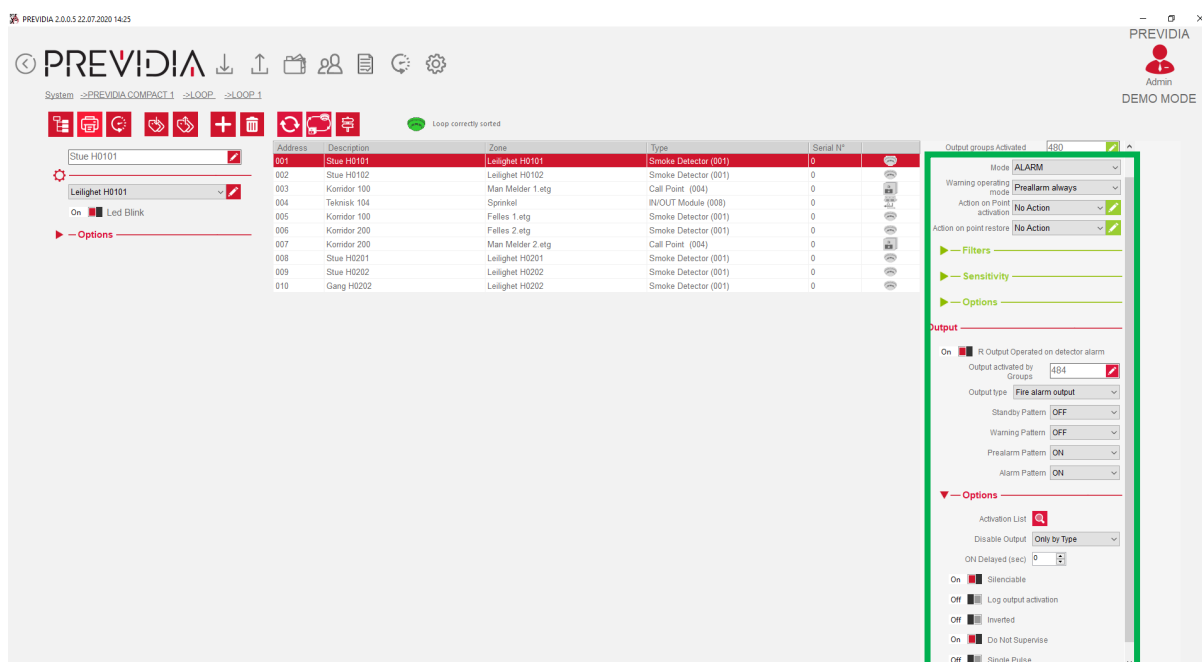 PREVIDIA 2.0.0.5 22.07.2020 14:25
PREVIDIA
PREVIDIA
Admin
DEMO MODE
System ->PREVIDIA COMPACT 1 ->LOOP ->LOOP 1
Loop correctly sorted
Stue H0101
Leilighet H0101
On Led Blink
Options
Address Description Zone Type Serial N°
001 Stue H0101 Leilighet H0101 Smoke Detector (001) 0
002 Stue H0102 Leilighet H0102 Smoke Detector (001) 0
003 Korridor 100 Man Melder 1.etg Call Point (004) 0
004 Teknisk 104 Sprinkel IN/OUT Module (008) 0
005 Korridor 100 Felles 1.etg Smoke Detector (001) 0
006 Korridor 200 Felles 2.etg Smoke Detector (001) 0
007 Korridor 200 Man Melder 2.etg Call Point (004) 0
008 Stue H0201 Leilighet H0201 Smoke Detector (001) 0
009 Stue H0202 Leilighet H0202 Smoke Detector (001) 0
010 Gang H0202 Leilighet H0202 Smoke Detector (001) 0
Output groups Activated 480
Mode ALARM
Warning operating mode Preallarm always
Action on Point activation No Action
Action on point restore No Action
Filters
Sensitivity
Options
Output
On R Output Operated on detector alarm
Output activated by Groups 484
Output type Fire alarm output
Standby Pattern OFF
Warning Pattern OFF
Prealarm Pattern ON
Alarm Pattern ON
Options
Activation List
Disable Output Only by Type
ON Delayed (sec) 0
On Silenciable
Off Log output activation
Off Inverted
On Do Not Supervise
Off Single Pulse